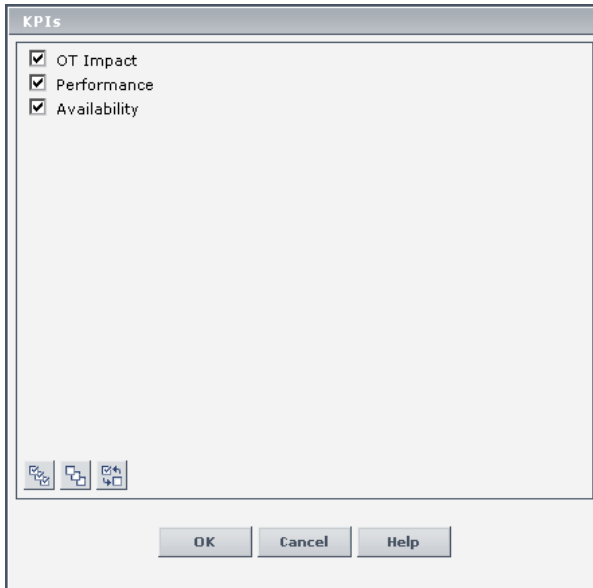 KPIs
OT Impact
Performance
Availability
OK Cancel Help